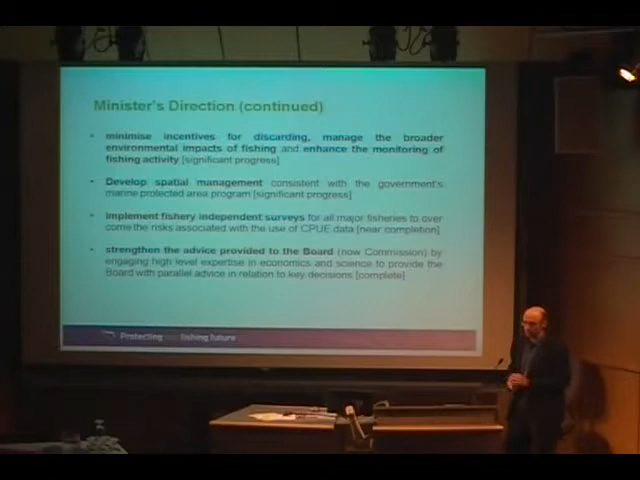 Minister's Direction (continued)
• minimise incentives for discarding, manage the broader
environmental impacts of fishing and enhance the monitoring of
fishing activity [significant progress]
• Develop spatial management consistent with the government's
marine protected area program [significant progress]
• Implement fishery independent surveys for all major fisheries to over
come the risks associated with the use of CPUE data [near completion]
• strengthen the advice provided to the Board (now Commission) by
engaging high level expertise in economics and science to provide the
Board with parallel advice in relation to key decisions [complete]
Protecting fishing future